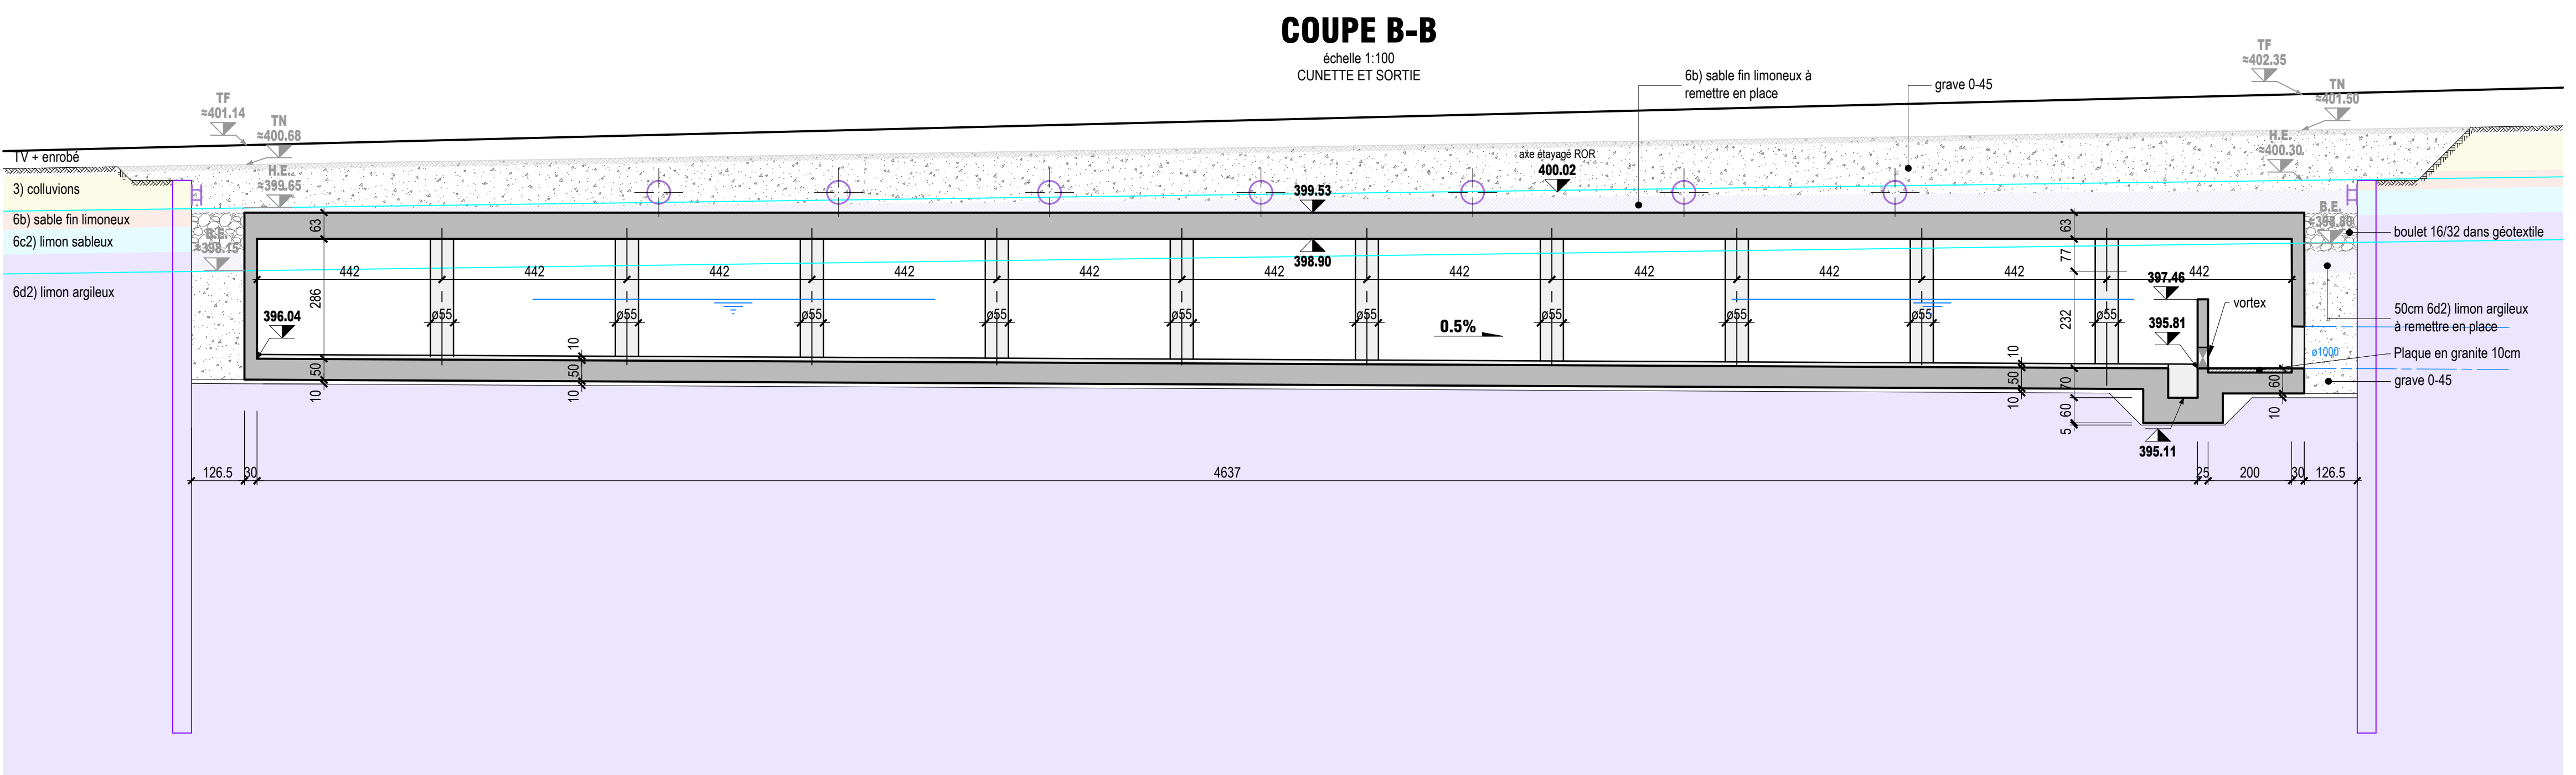 COUPE B-B
échelle 1:100
CUNETTE ET SORTIE
TF
≈402.35
TN
≈401.50
H.E.
≈400.30
6b) sable fin limoneux à
remettre en place
grave 0-45
TF
≈401.14
TN
≈400.68
H.E.
≈399.65
TV + enrobé
axe étayagé ROR
400.02
399.53
3) colluvions
6b) sable fin limoneux
6c2) limon sableux
6d2) limon argileux
B.E.
≈398.15
B.E.
≈398.80
63
63
boulet 16/32 dans géotextile
398.90
77
442 442 442 442 442 442 442 442 442 442 442
286
397.46
vortex
396.04
ø55 ø55 ø55 ø55 ø55 ø55 ø55 ø55 ø55 ø55
0.5%
232
395.81
50cm 6d2) limon argileux
à remettre en place
ø1000
Plaque en granite 10cm
grave 0-45
10
50
10
50
10
10
50
10
70
60
5
60
10
395.11
126.5 30 4637 25 200 30 126.5